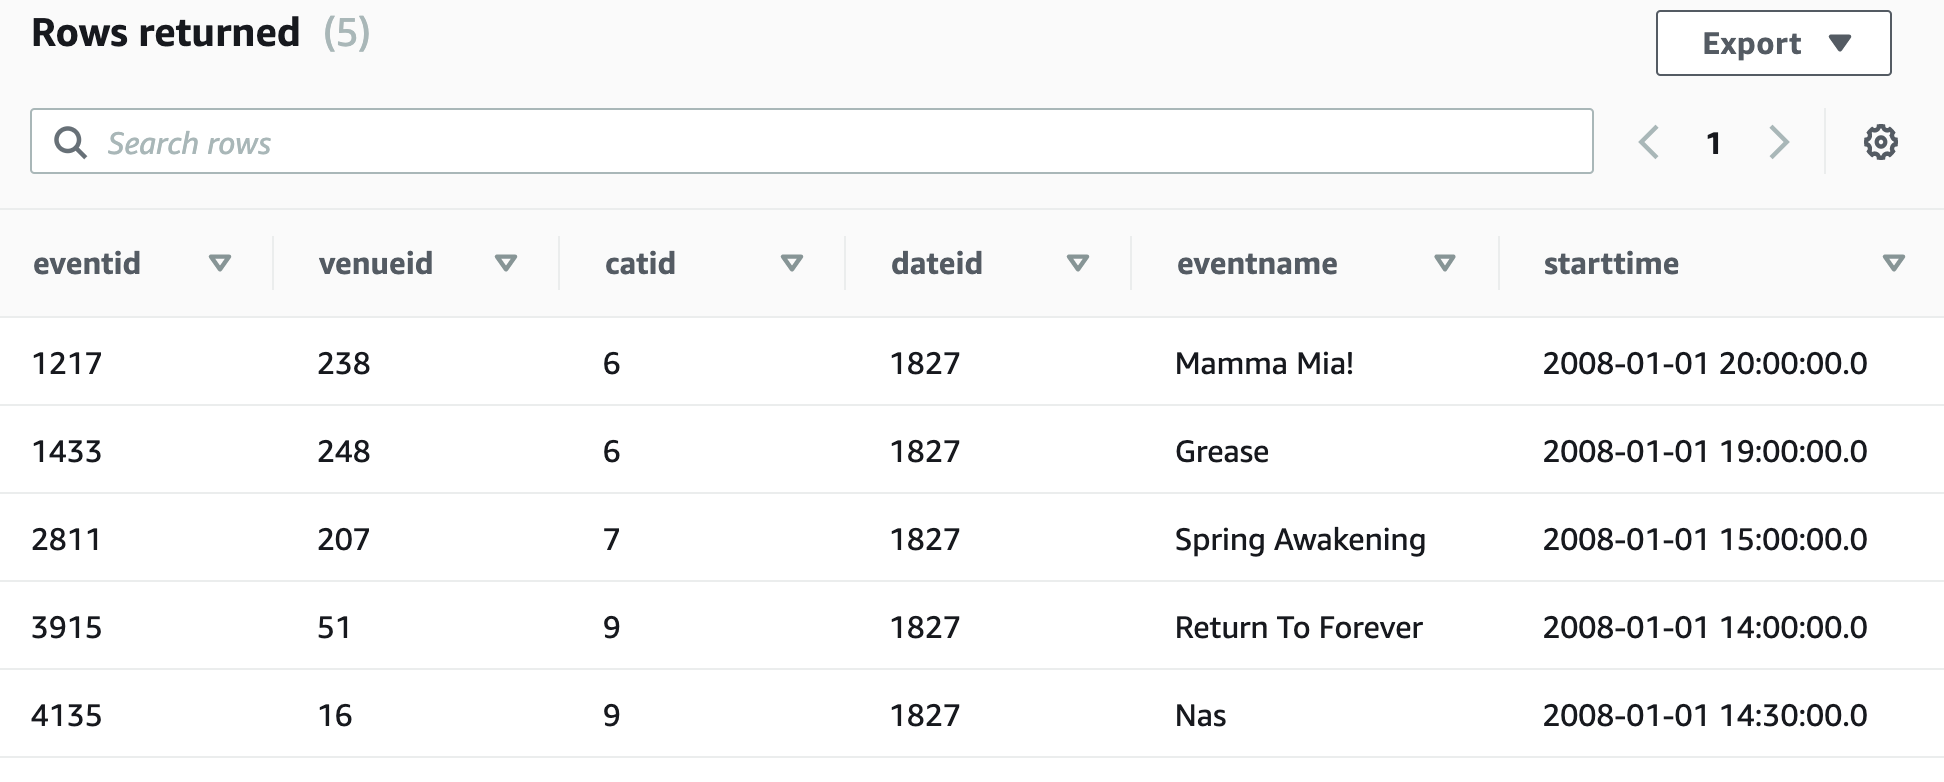 Rows returned (5)
Export
Search rows
1
eventid venueid catid dateid eventname starttime
1217 238 6 1827 Mamma Mia! 2008-01-01 20:00:00.0
1433 248 6 1827 Grease 2008-01-01 19:00:00.0
2811 207 7 1827 Spring Awakening 2008-01-01 15:00:00.0
3915 51 9 1827 Return To Forever 2008-01-01 14:00:00.0
4135 16 9 1827 Nas 2008-01-01 14:30:00.0